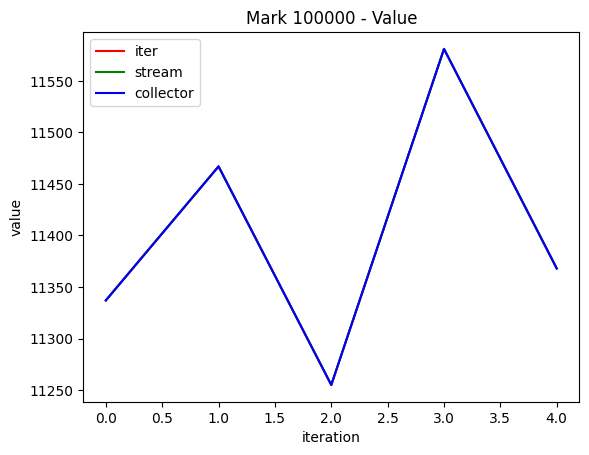 Mark 100000 - Value
iter
stream
collector
value
11550
11500
11450
11400
11350
11300
11250
0.0 0.5 1.0 1.5 2.0 2.5 3.0 3.5 4.0
iteration